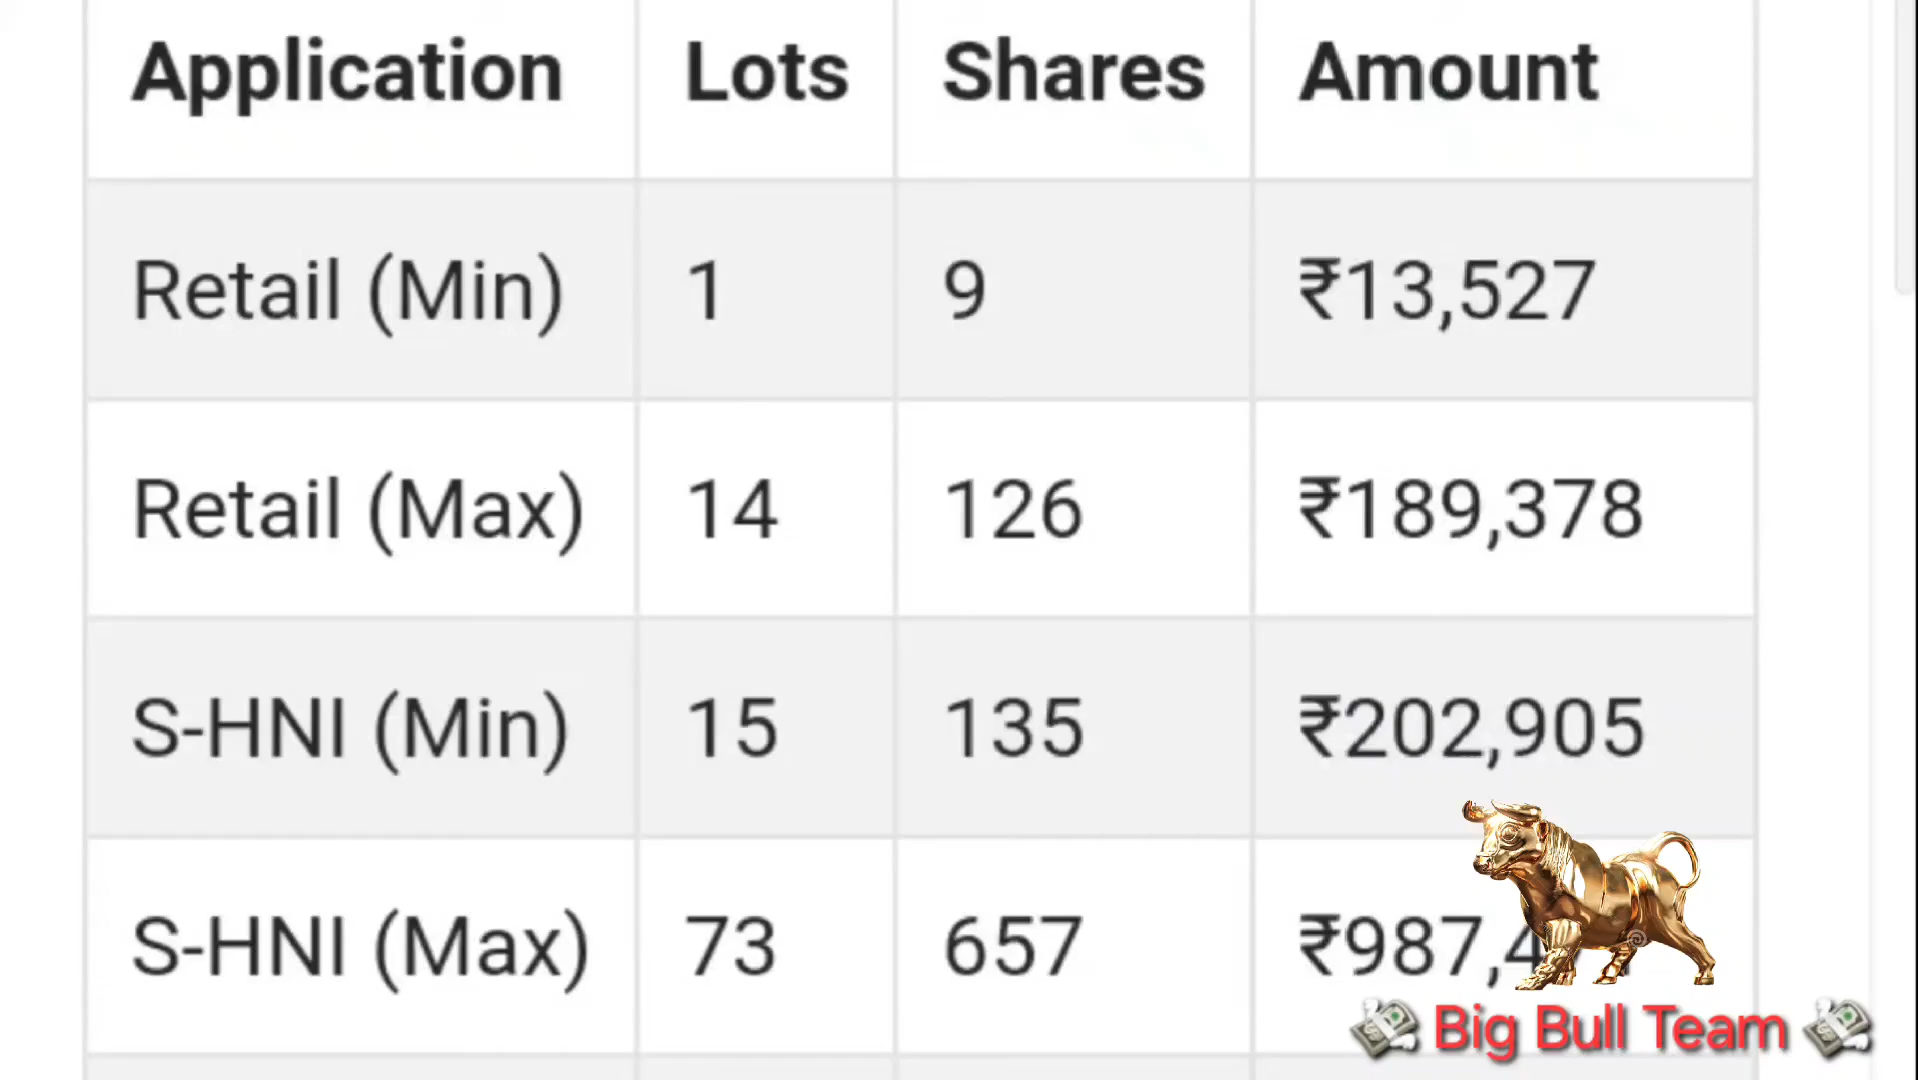 Application Lots Shares Amount
Retail (Min) 1 9 ₹13,527
Retail (Max) 14 126 ₹189,378
S-HNI (Min) 15 135 ₹202,905
S-HNI (Max) 73 657
Big Bull Team